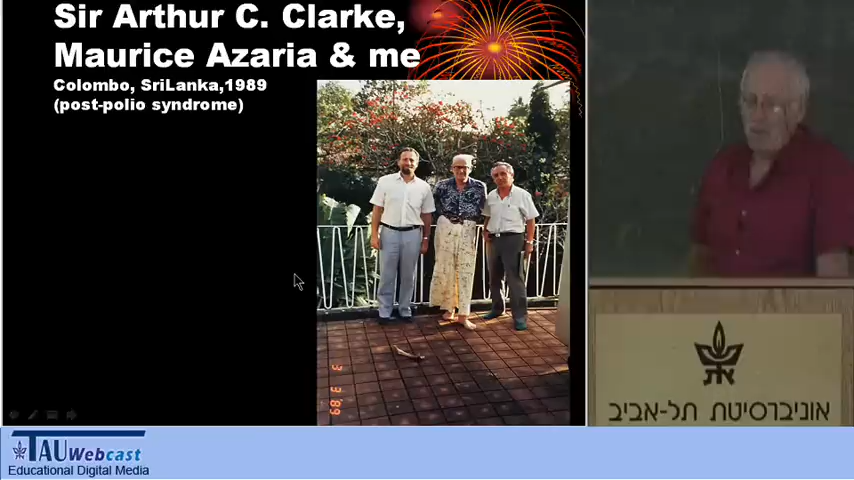 Sir Arthur C. Clarke,
Maurice Azaria & me
Colombo, SriLanka,1989
(post-polio syndrome)
3 3 '89
אוניברסיטת תל-אביב
TAU Webcast
Educational Digital Media